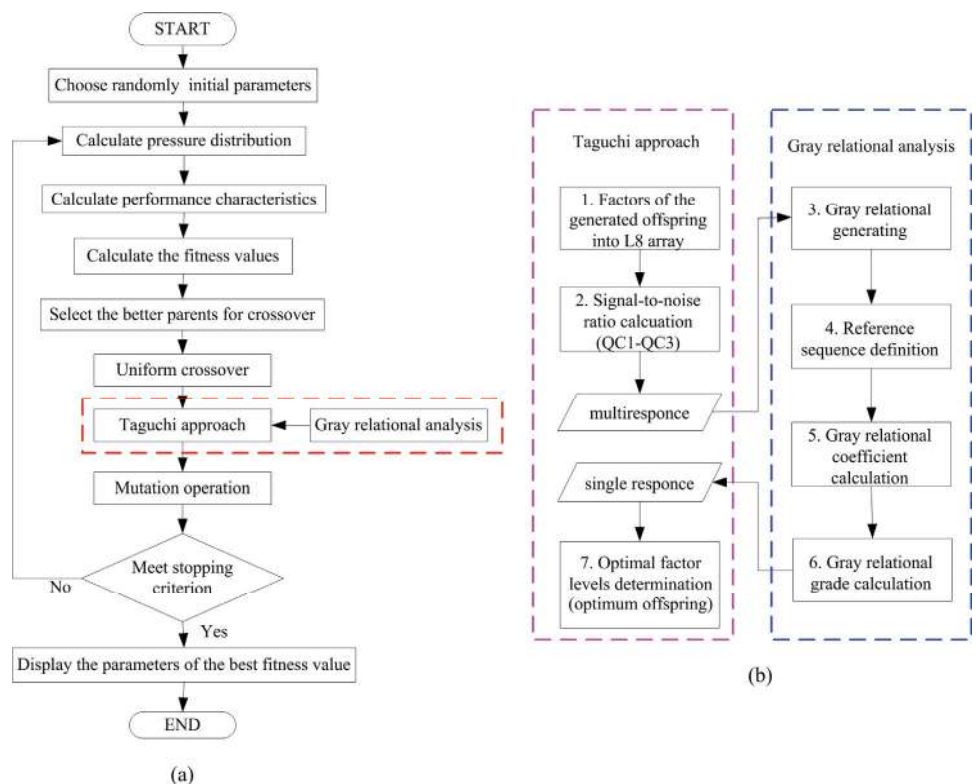 START
Choose randomly initial parameters
Calculate pressure distribution
Calculate performance characteristics
Calculate the fitness values
Select the better parents for crossover
Uniform crossover
Taguchi approach
Gray relational analysis
Mutation operation
Meet stopping
criterion
No
Yes
Display the parameters of the best fitness value
END
(a)
Taguchi approach
1. Factors of the
generated offspring
into L8 array
2. Signal-to-noise
ratio calcuation
(QC1-QC3)
multiresponce
single responce
7. Optimal factor
levels determination
(optimum offspring)
Gray relational analysis
3. Gray relational
generating
4. Reference
sequence definition
5. Gray relational
coefficient
calculation
6. Gray relational
grade calculation
(b)